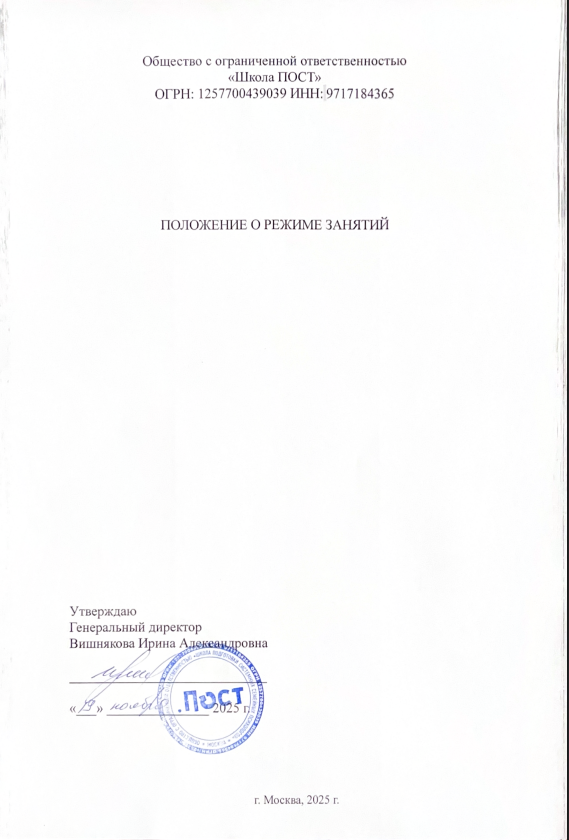 Общество с ограниченной ответственностью
«Школа ПОСТ»
ОГРН: 1257700439039 ИНН: 9717184365
ПОЛОЖЕНИЕ О РЕЖИМЕ ЗАНЯТИЙ
Утверждаю
Генеральный директор
Вишнякова Ирина Александровна
«19» ноября 2025 г.
ПОСТ
г. Москва, 2025 г.